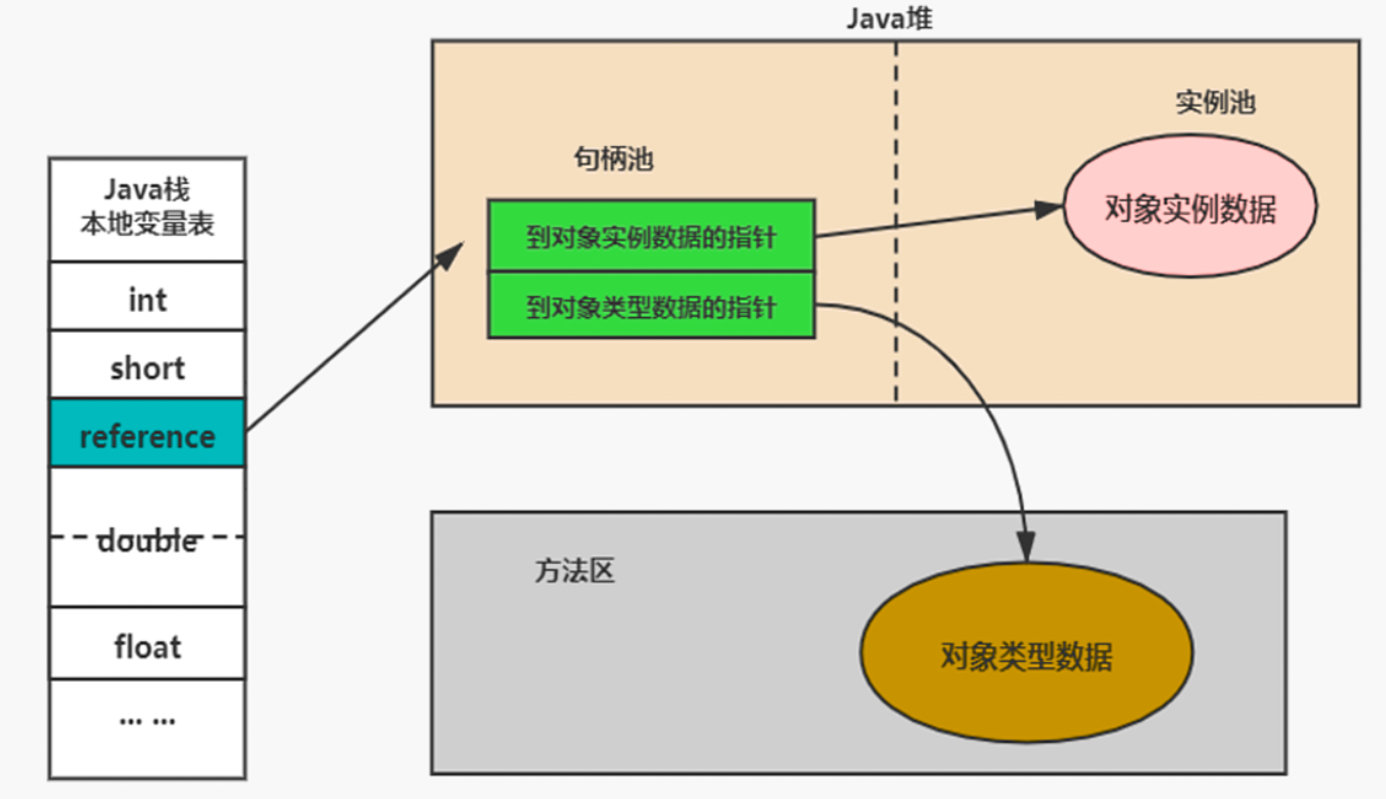 Java堆
实例池
句柄池
到对象实例数据的指针
到对象类型数据的指针
对象实例数据
Java栈
本地变量表
int
short
reference
double
float
... ...
方法区
对象类型数据